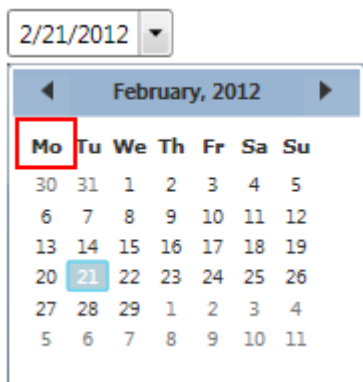 2/21/2012
February, 2012
Mo Tu We Th Fr Sa Su
30 31 1 2 3 4 5
6 7 8 9 10 11 12
13 14 15 16 17 18 19
20 21 22 23 24 25 26
27 28 29 1 2 3 4
5 6 7 8 9 10 11